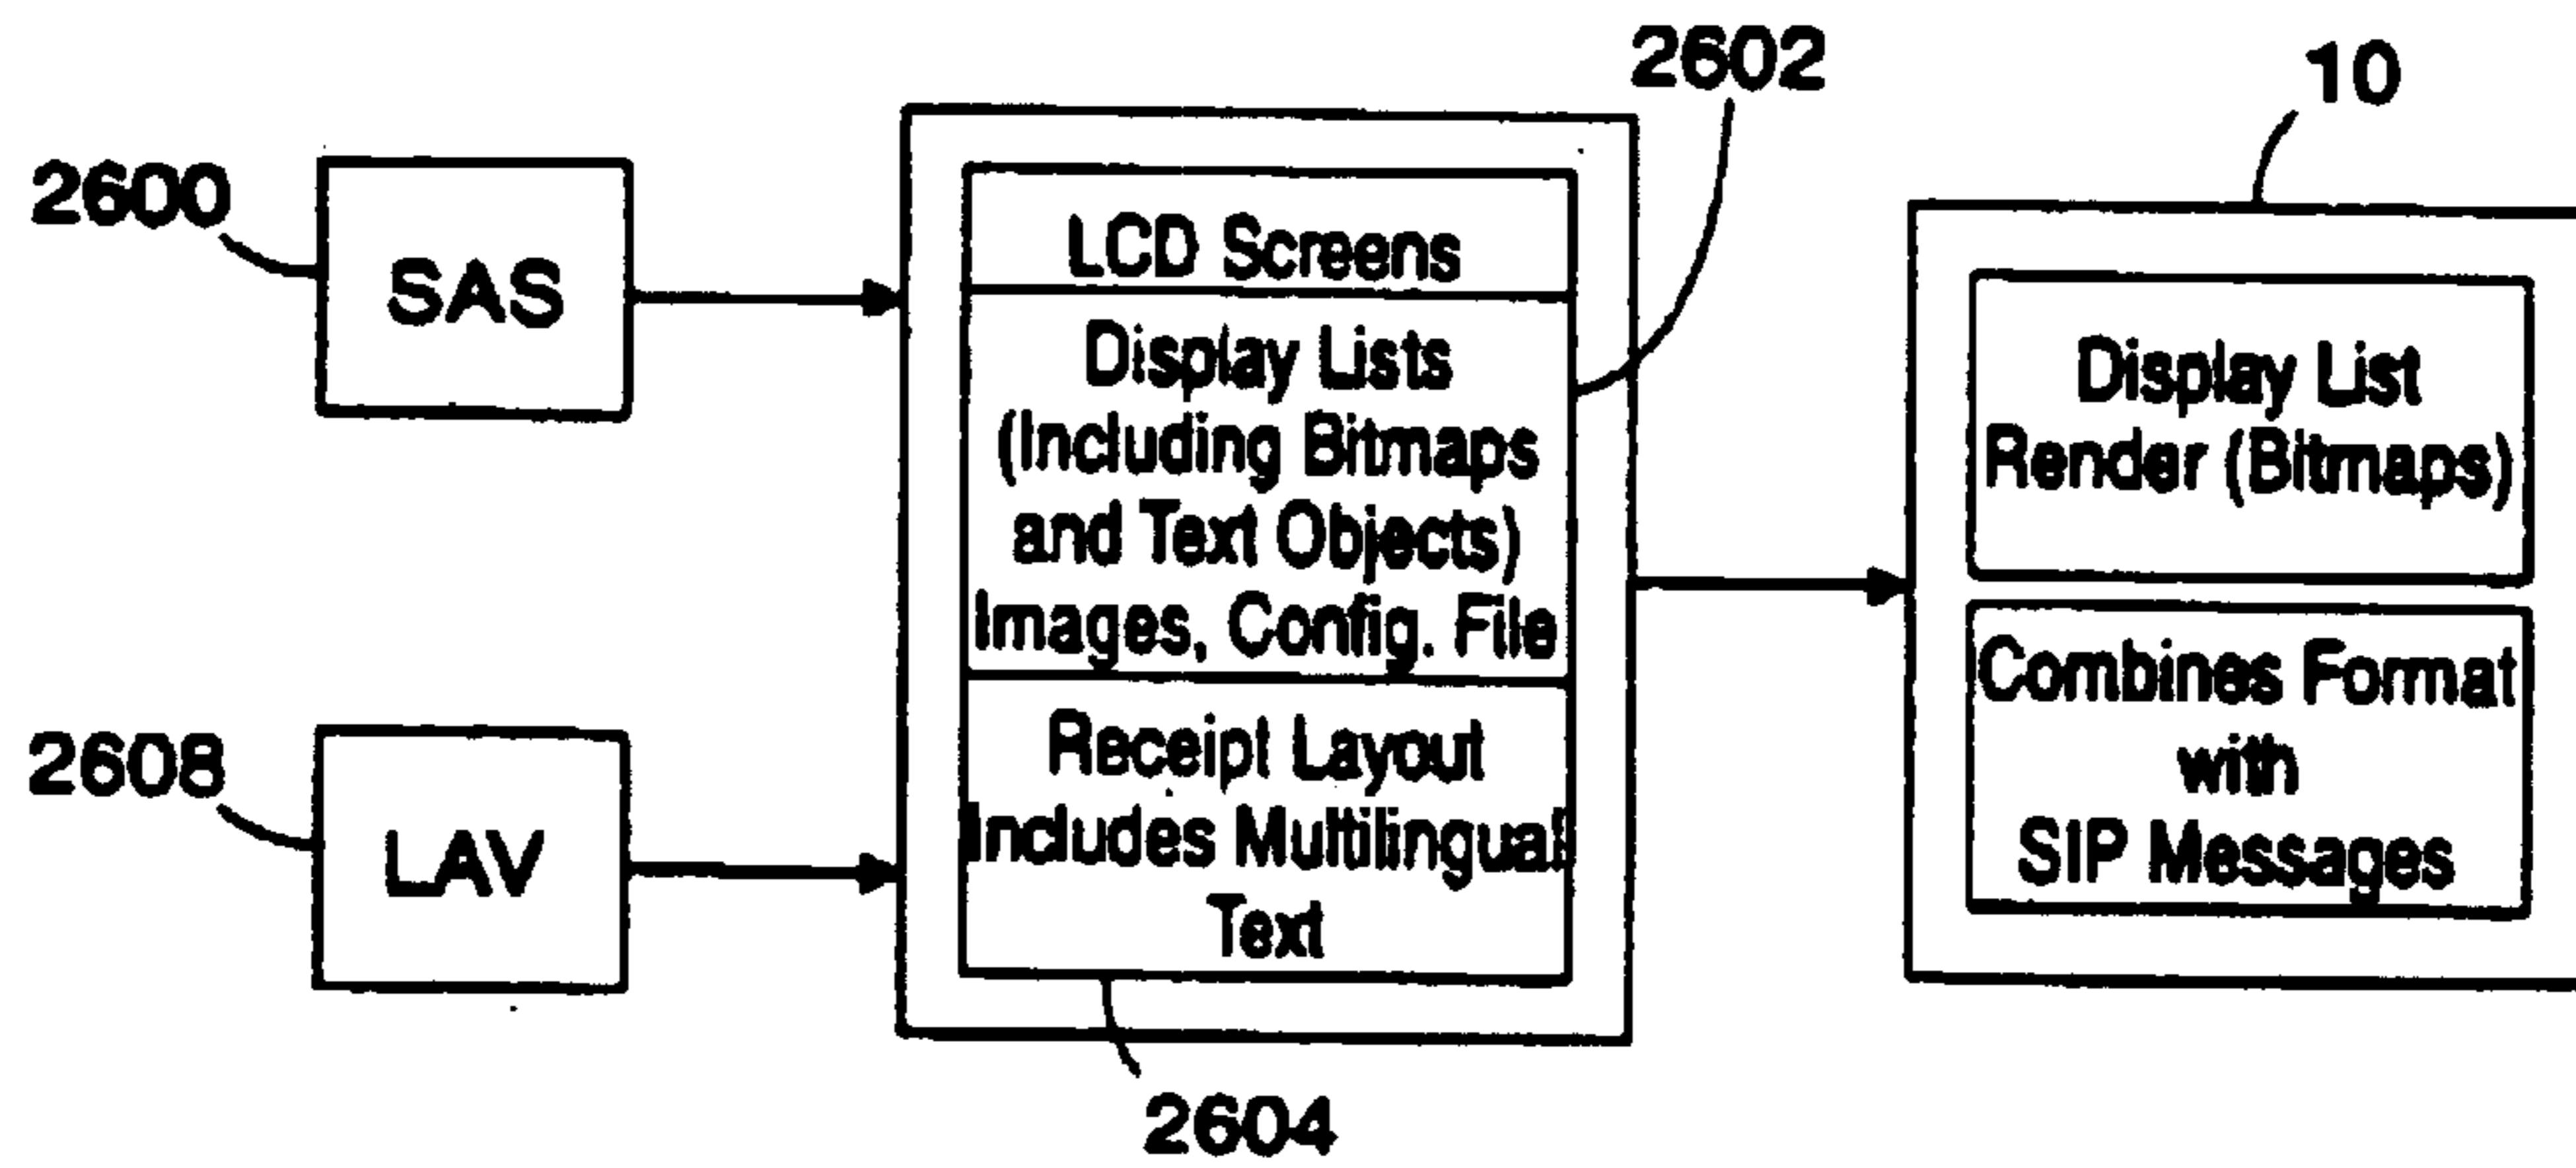 2602
10
2600
SAS
LCD Screens
Display Lists
(Including Bitmaps
and Text Objects)
Images, Config. File
Receipt Layout
Includes Multilingual
Text
2608
LAV
2604
Display List
Render (Bitmaps)
Combines Format
with
SIP Messages